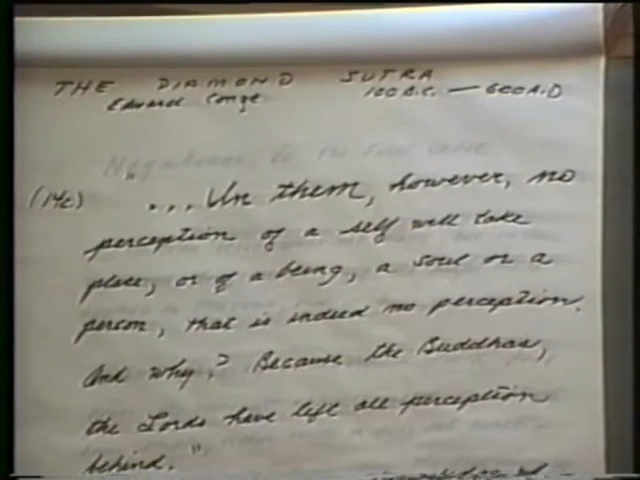 THE DIAMOND SUTRA
Edward Conze 100 B.C. — 600 A.D
(14c) ...In them, however, no
perception of a self will take
place, or of a being, a soul or a
person, that is indeed no perception.
And why? Because the Buddhas,
the Lords have left all perception
behind."